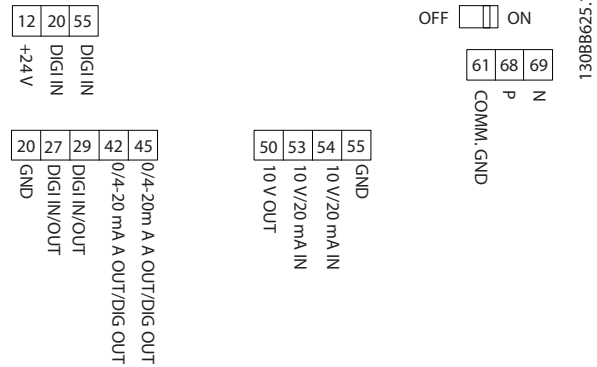 12 20 55
+24 V
DIGI IN
DIGI IN
OFF ON
61 68 69
COMM. GND
P
N
20 27 29 42 45
GND
DIGI IN/OUT
DIGI IN/OUT
0/4-20 mA A OUT/DIG OUT
0/4-20m A A OUT/DIG OUT
50 53 54 55
10 V OUT
10 V/20 mA IN
10 V/20 mA IN
GND
130BB625.